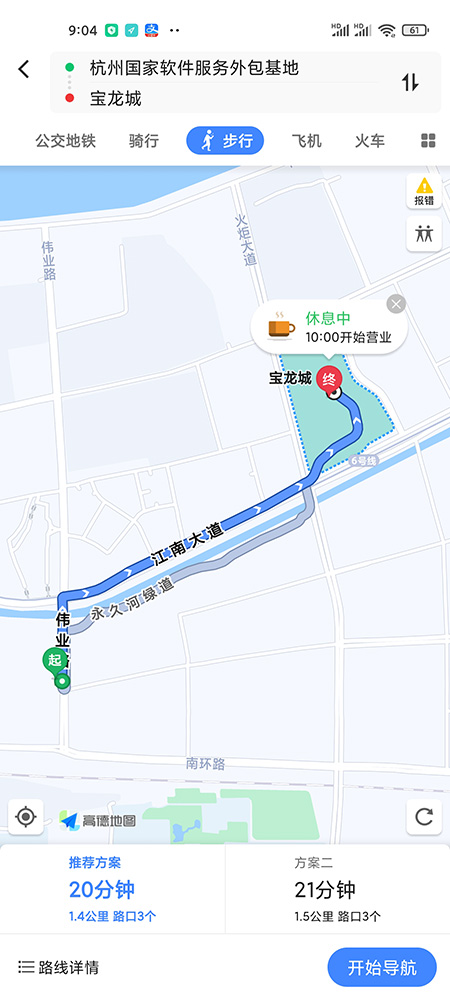 9:04
HD HD 61
杭州国家软件服务外包基地
宝龙城
公交地铁 骑行 步行 飞机 火车
报错
伟业路
火炬大道
休息中
10:00开始营业
宝龙城 终
6号线
江南大道
永久河绿道
伟业路
起
南环路
高德地图
推荐方案
20分钟
1.4公里 路口3个
方案二
21分钟
1.5公里 路口3个
路线详情
开始导航